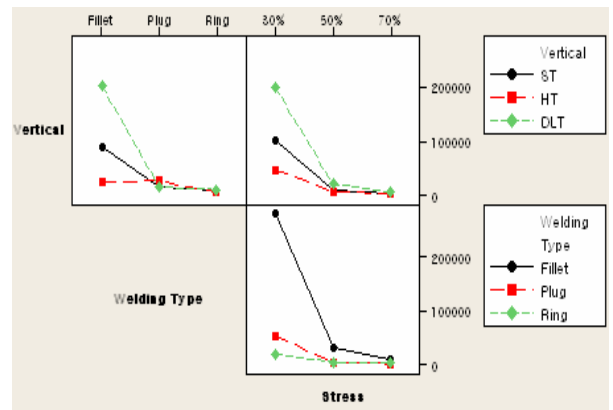 Fillet Plug Ring 30% 50% 70%
Vertical
ST
HT
DLT
200000
100000
0
Vertical
Welding
Type
Fillet
Plug
Ring
200000
100000
0
Welding Type
Stress